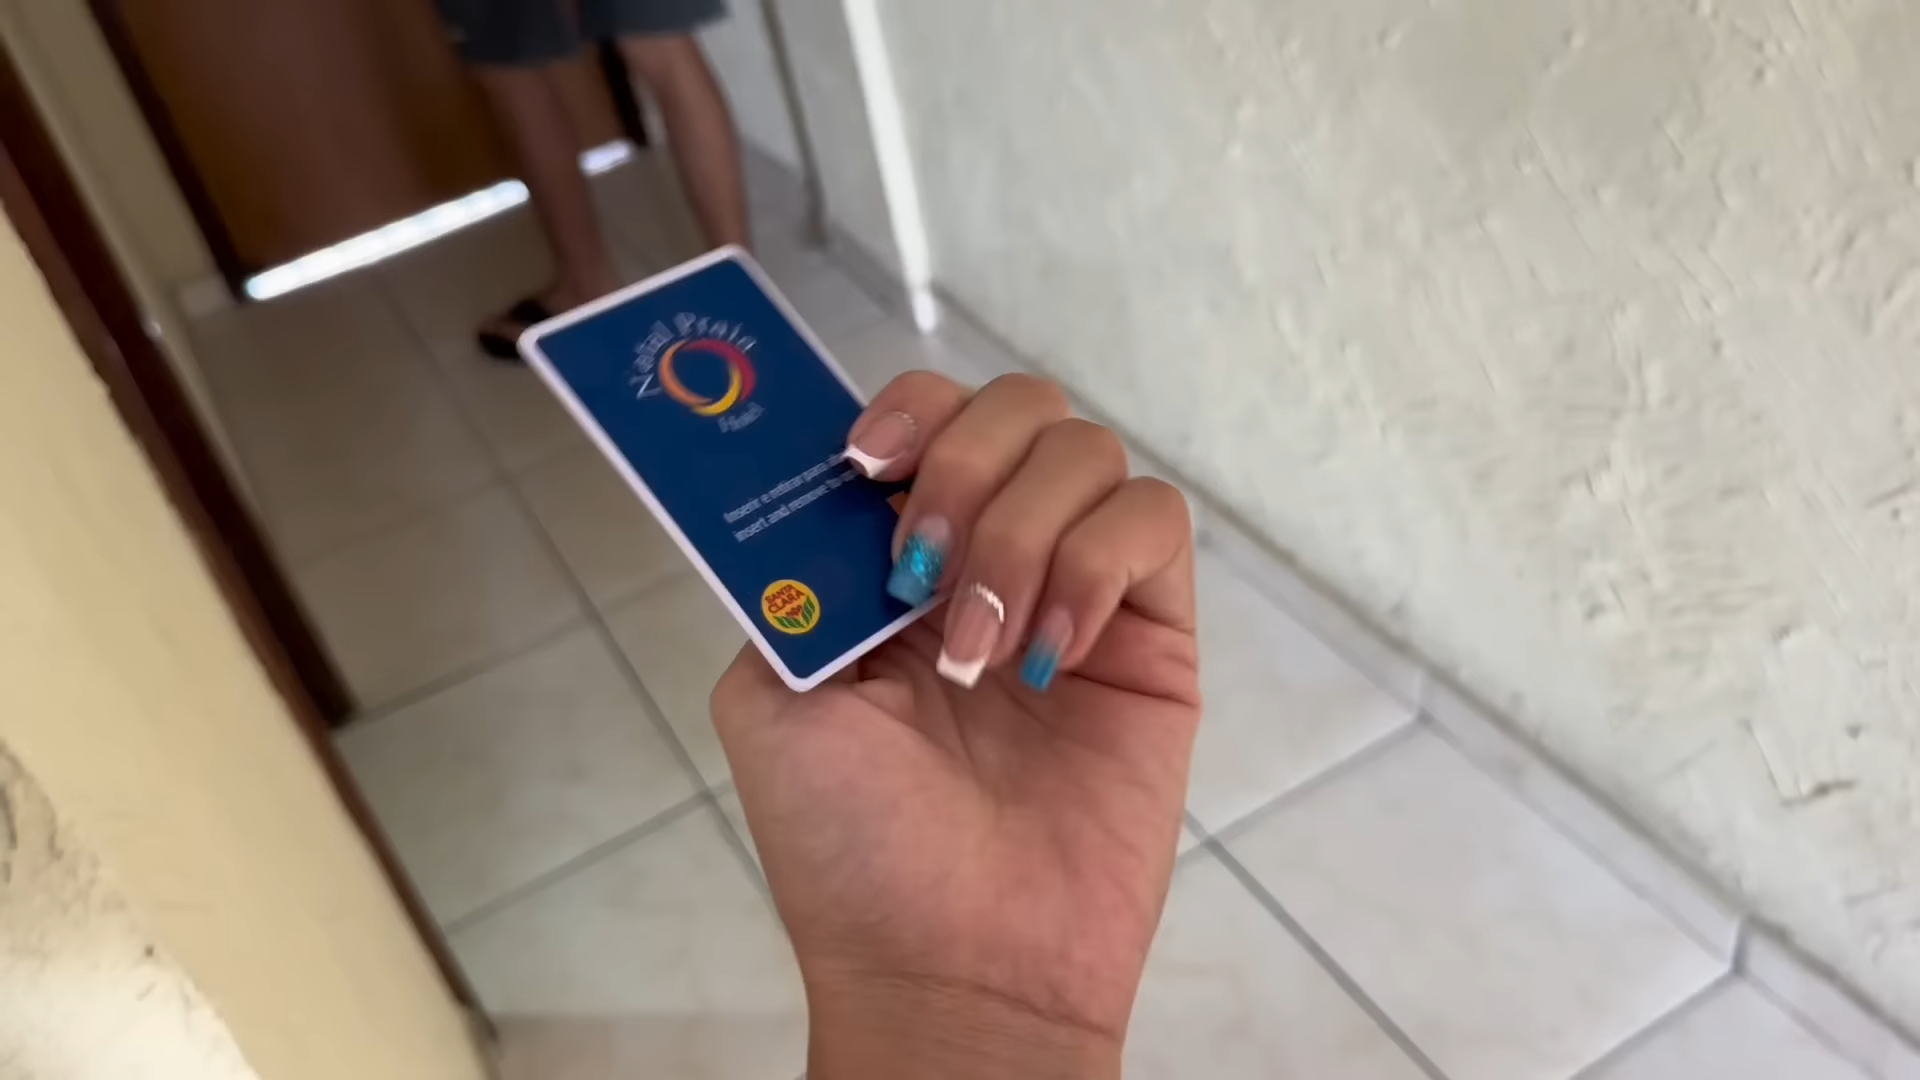 Natal Praia
Hotel
Inserir e retirar para
insert and remove to
SANTA
CLARA